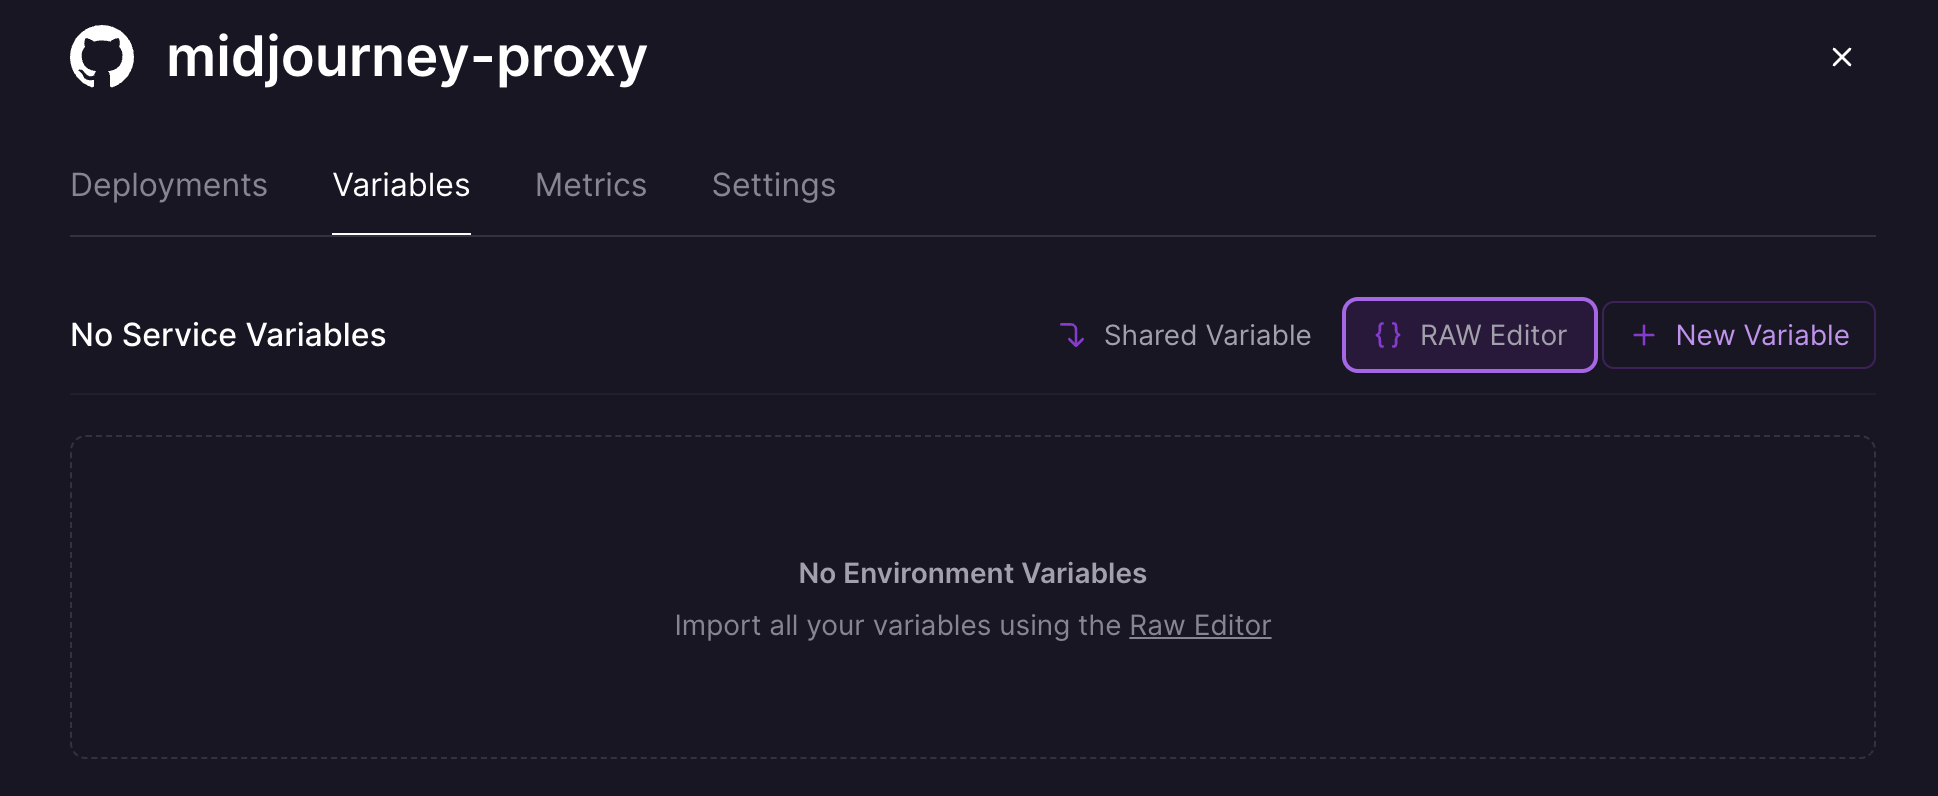 midjourney-proxy
Deployments Variables Metrics Settings
No Service Variables Shared Variable {} RAW Editor + New Variable
No Environment Variables
Import all your variables using the Raw Editor